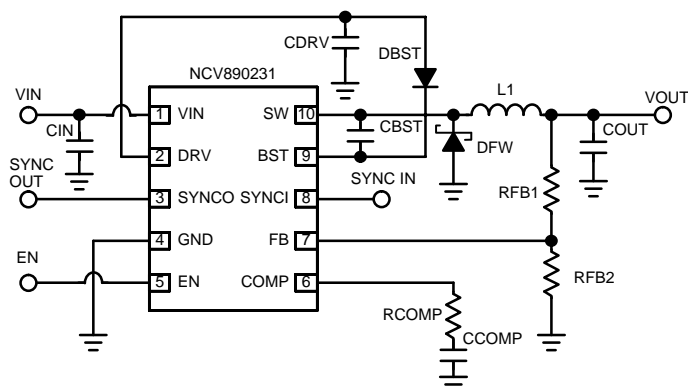 CDRV
DBST
NCV890231
L1
VIN
VOUT
1 VIN
SW 10
CIN
CBST
COUT
2 DRV
BST 9
DFW
SYNC
OUT
SYNC IN
3 SYNCO
SYNCI 8
RFB1
4 GND
FB 7
EN
5 EN
COMP 6
RFB2
RCOMP
CCOMP